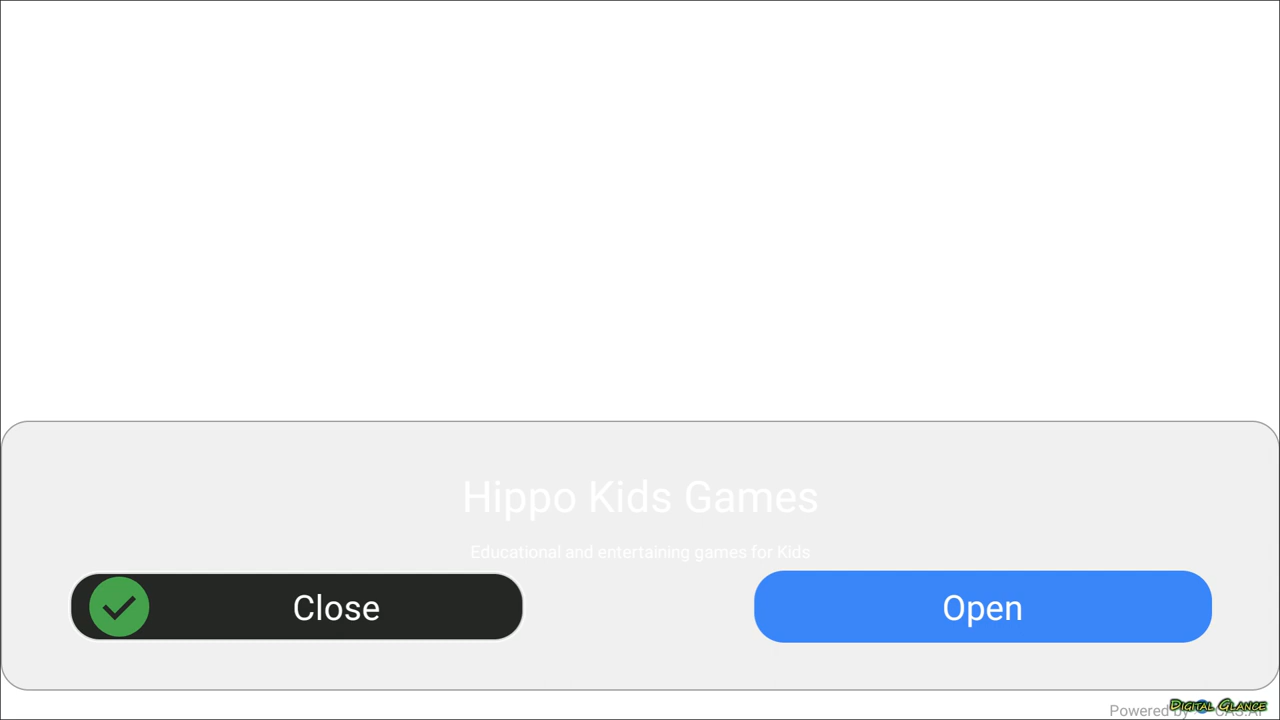 Hippo Kids Games
Educational and entertaining games for Kids
Close
Open
Powered by
Digital Glance